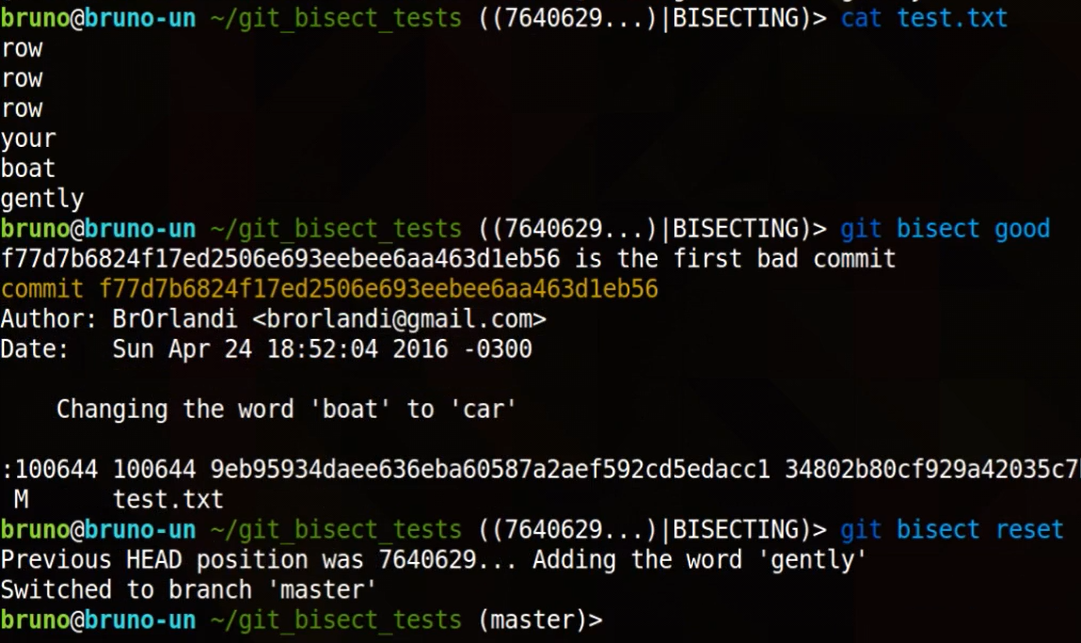 bruno@bruno-un ~/git_bisect_tests ((7640629...)|BISECTING)> cat test.txt
row
row
row
your
boat
gently
bruno@bruno-un ~/git_bisect_tests ((7640629...)|BISECTING)> git bisect good
f77d7b6824f17ed2506e693eebee6aa463d1eb56 is the first bad commit
commit f77d7b6824f17ed2506e693eebee6aa463d1eb56
Author: BrOrlandi <brorlandi@gmail.com>
Date:   Sun Apr 24 18:52:04 2016 -0300
    Changing the word 'boat' to 'car'
:100644 100644 9eb95934daee636eba60587a2aef592cd5edacc1 34802b80cf929a42035c7
 M      test.txt
bruno@bruno-un ~/git_bisect_tests ((7640629...)|BISECTING)> git bisect reset
Previous HEAD position was 7640629... Adding the word 'gently'
Switched to branch 'master'
bruno@bruno-un ~/git_bisect_tests (master)>